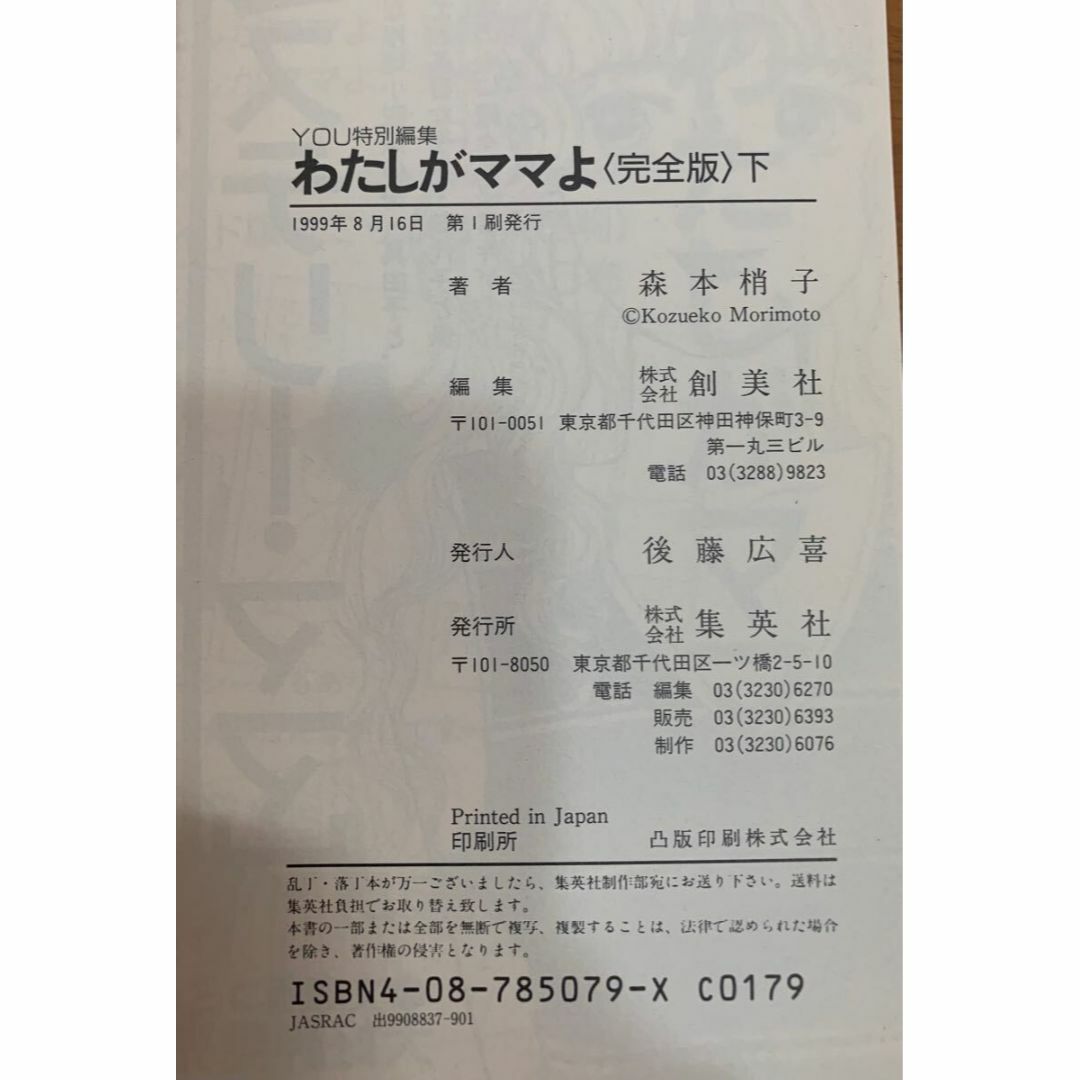 YOU特別編集
わたしがママよ〈完全版〉下
1999年8月16日 第1刷発行
著者 森本梢子
©Kozueko Morimoto
編集 株式会社 創美社
〒101-0051 東京都千代田区神田神保町3-9
第一丸三ビル
電話 03(3288)9823
発行人 後藤広喜
発行所 株式会社 集英社
〒101-8050 東京都千代田区一ツ橋2-5-10
電話 編集 03(3230)6270
販売 03(3230)6393
制作 03(3230)6076
Printed in Japan
印刷所 凸版印刷株式会社
乱丁・落丁本が万一ございましたら、集英社制作部宛にお送り下さい。送料は
集英社負担でお取り替え致します。
本書の一部または全部を無断で複写、複製することは、法律で認められた場合
を除き、著作権の侵害となります。
ISBN4-08-785079-X C0179
JASRAC 出9908837-901